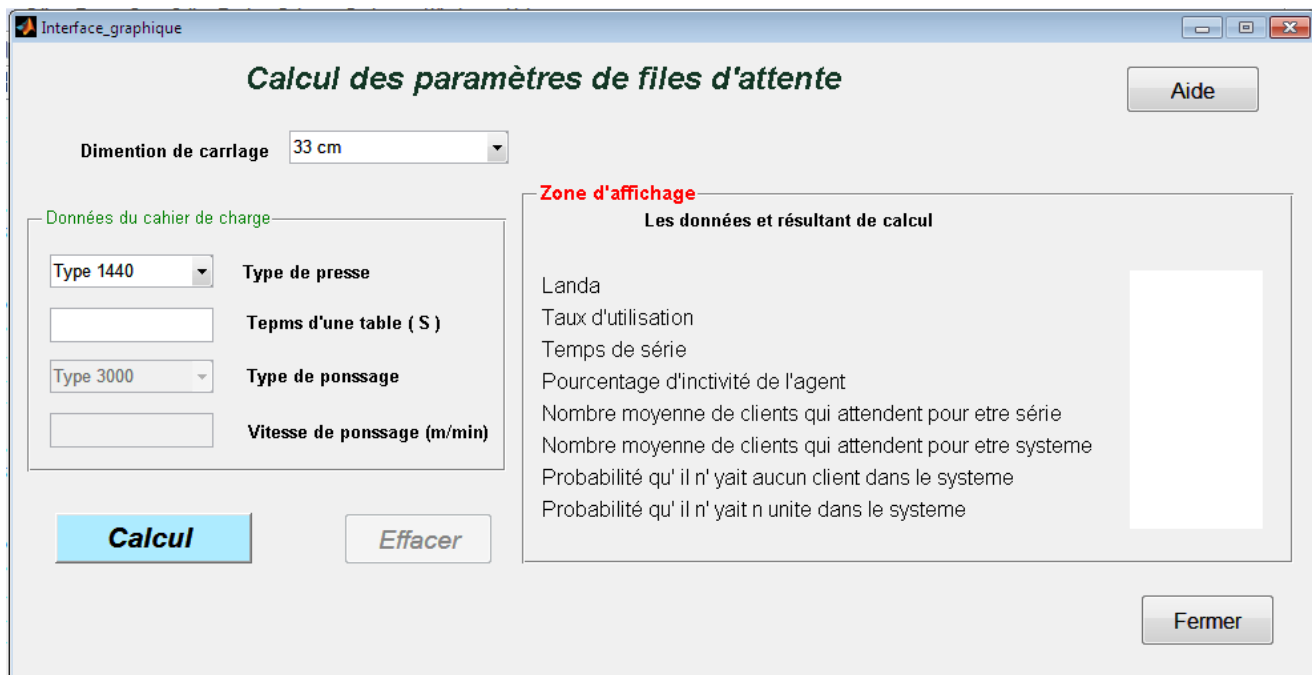 Interface_graphique
Calcul des paramètres de files d'attente
Aide
Dimention de carrlage
33 cm
Données du cahier de charge
Type 1440
Type de presse
Tepms d'une table ( S )
Type 3000
Type de ponssage
Vitesse de ponssage (m/min)
Calcul
Effacer
Zone d'affichage
Les données et résultant de calcul
Landa
Taux d'utilisation
Temps de série
Pourcentage d'inctivité de l'agent
Nombre moyenne de clients qui attendent pour etre série
Nombre moyenne de clients qui attendent pour etre systeme
Probabilité qu' il n' yait aucun client dans le systeme
Probabilité qu' il n' yait n unite dans le systeme
Fermer